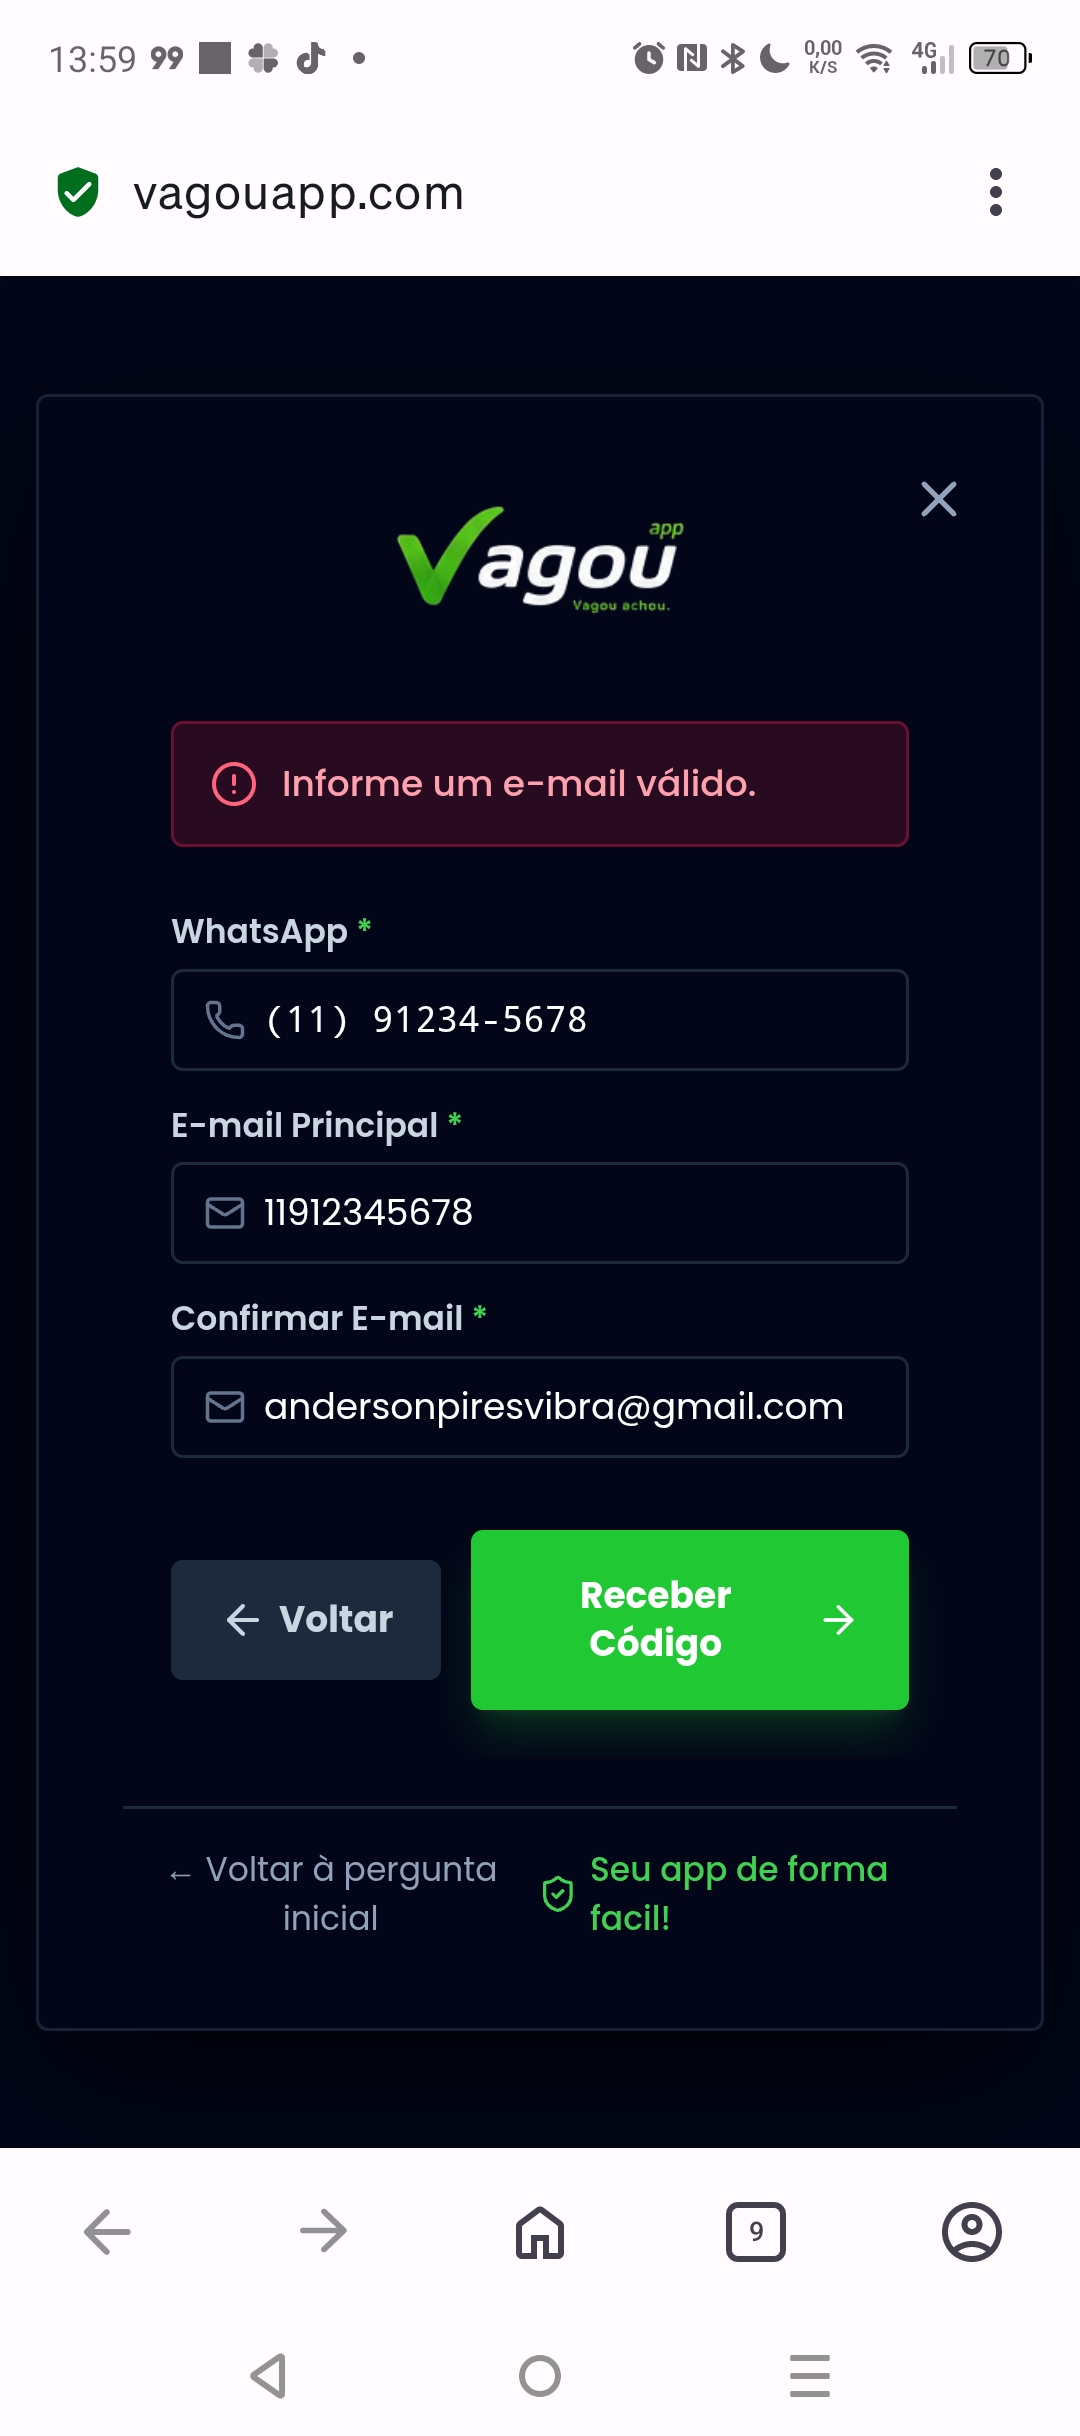 13:59
0,00
K/S
4G
70
vagouapp.com
Vagou app
Vagou achou.
Informe um e-mail válido.
WhatsApp *
(11) 91234-5678
E-mail Principal *
11912345678
Confirmar E-mail *
andersonpiresvibra@gmail.com
← Voltar
Receber
Código →
← Voltar à pergunta
inicial
Seu app de forma
facil!
9